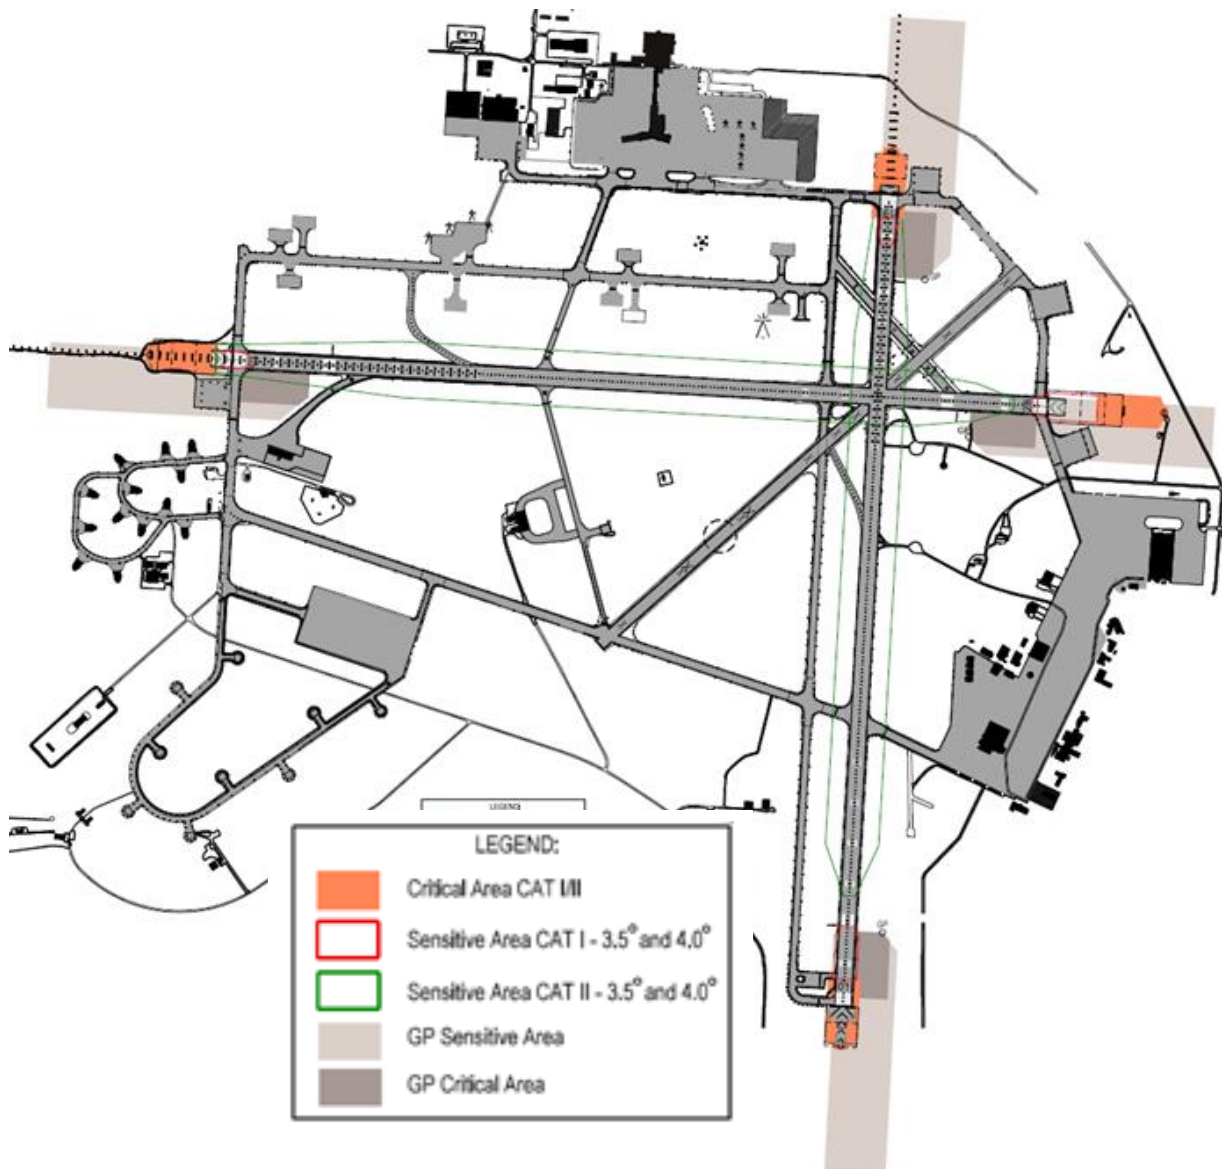 LEGEND
LEGEND:
Critical Area CAT I/II
Sensitive Area CAT I - 3.5° and 4.0°
Sensitive Area CAT II - 3.5° and 4.0°
GP Sensitive Area
GP Critical Area